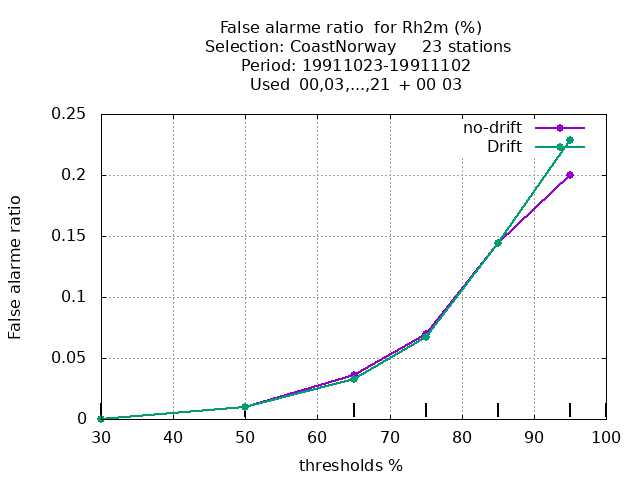 False alarme ratio  for Rh2m (%)
Selection: CoastNorway     23 stations
Period: 19911023-19911102
Used  00,03,...,21  + 00 03
no-drift
Drift
False alarme ratio
0.25
0.2
0.15
0.1
0.05
0
30 40 50 60 70 80 90 100
thresholds %